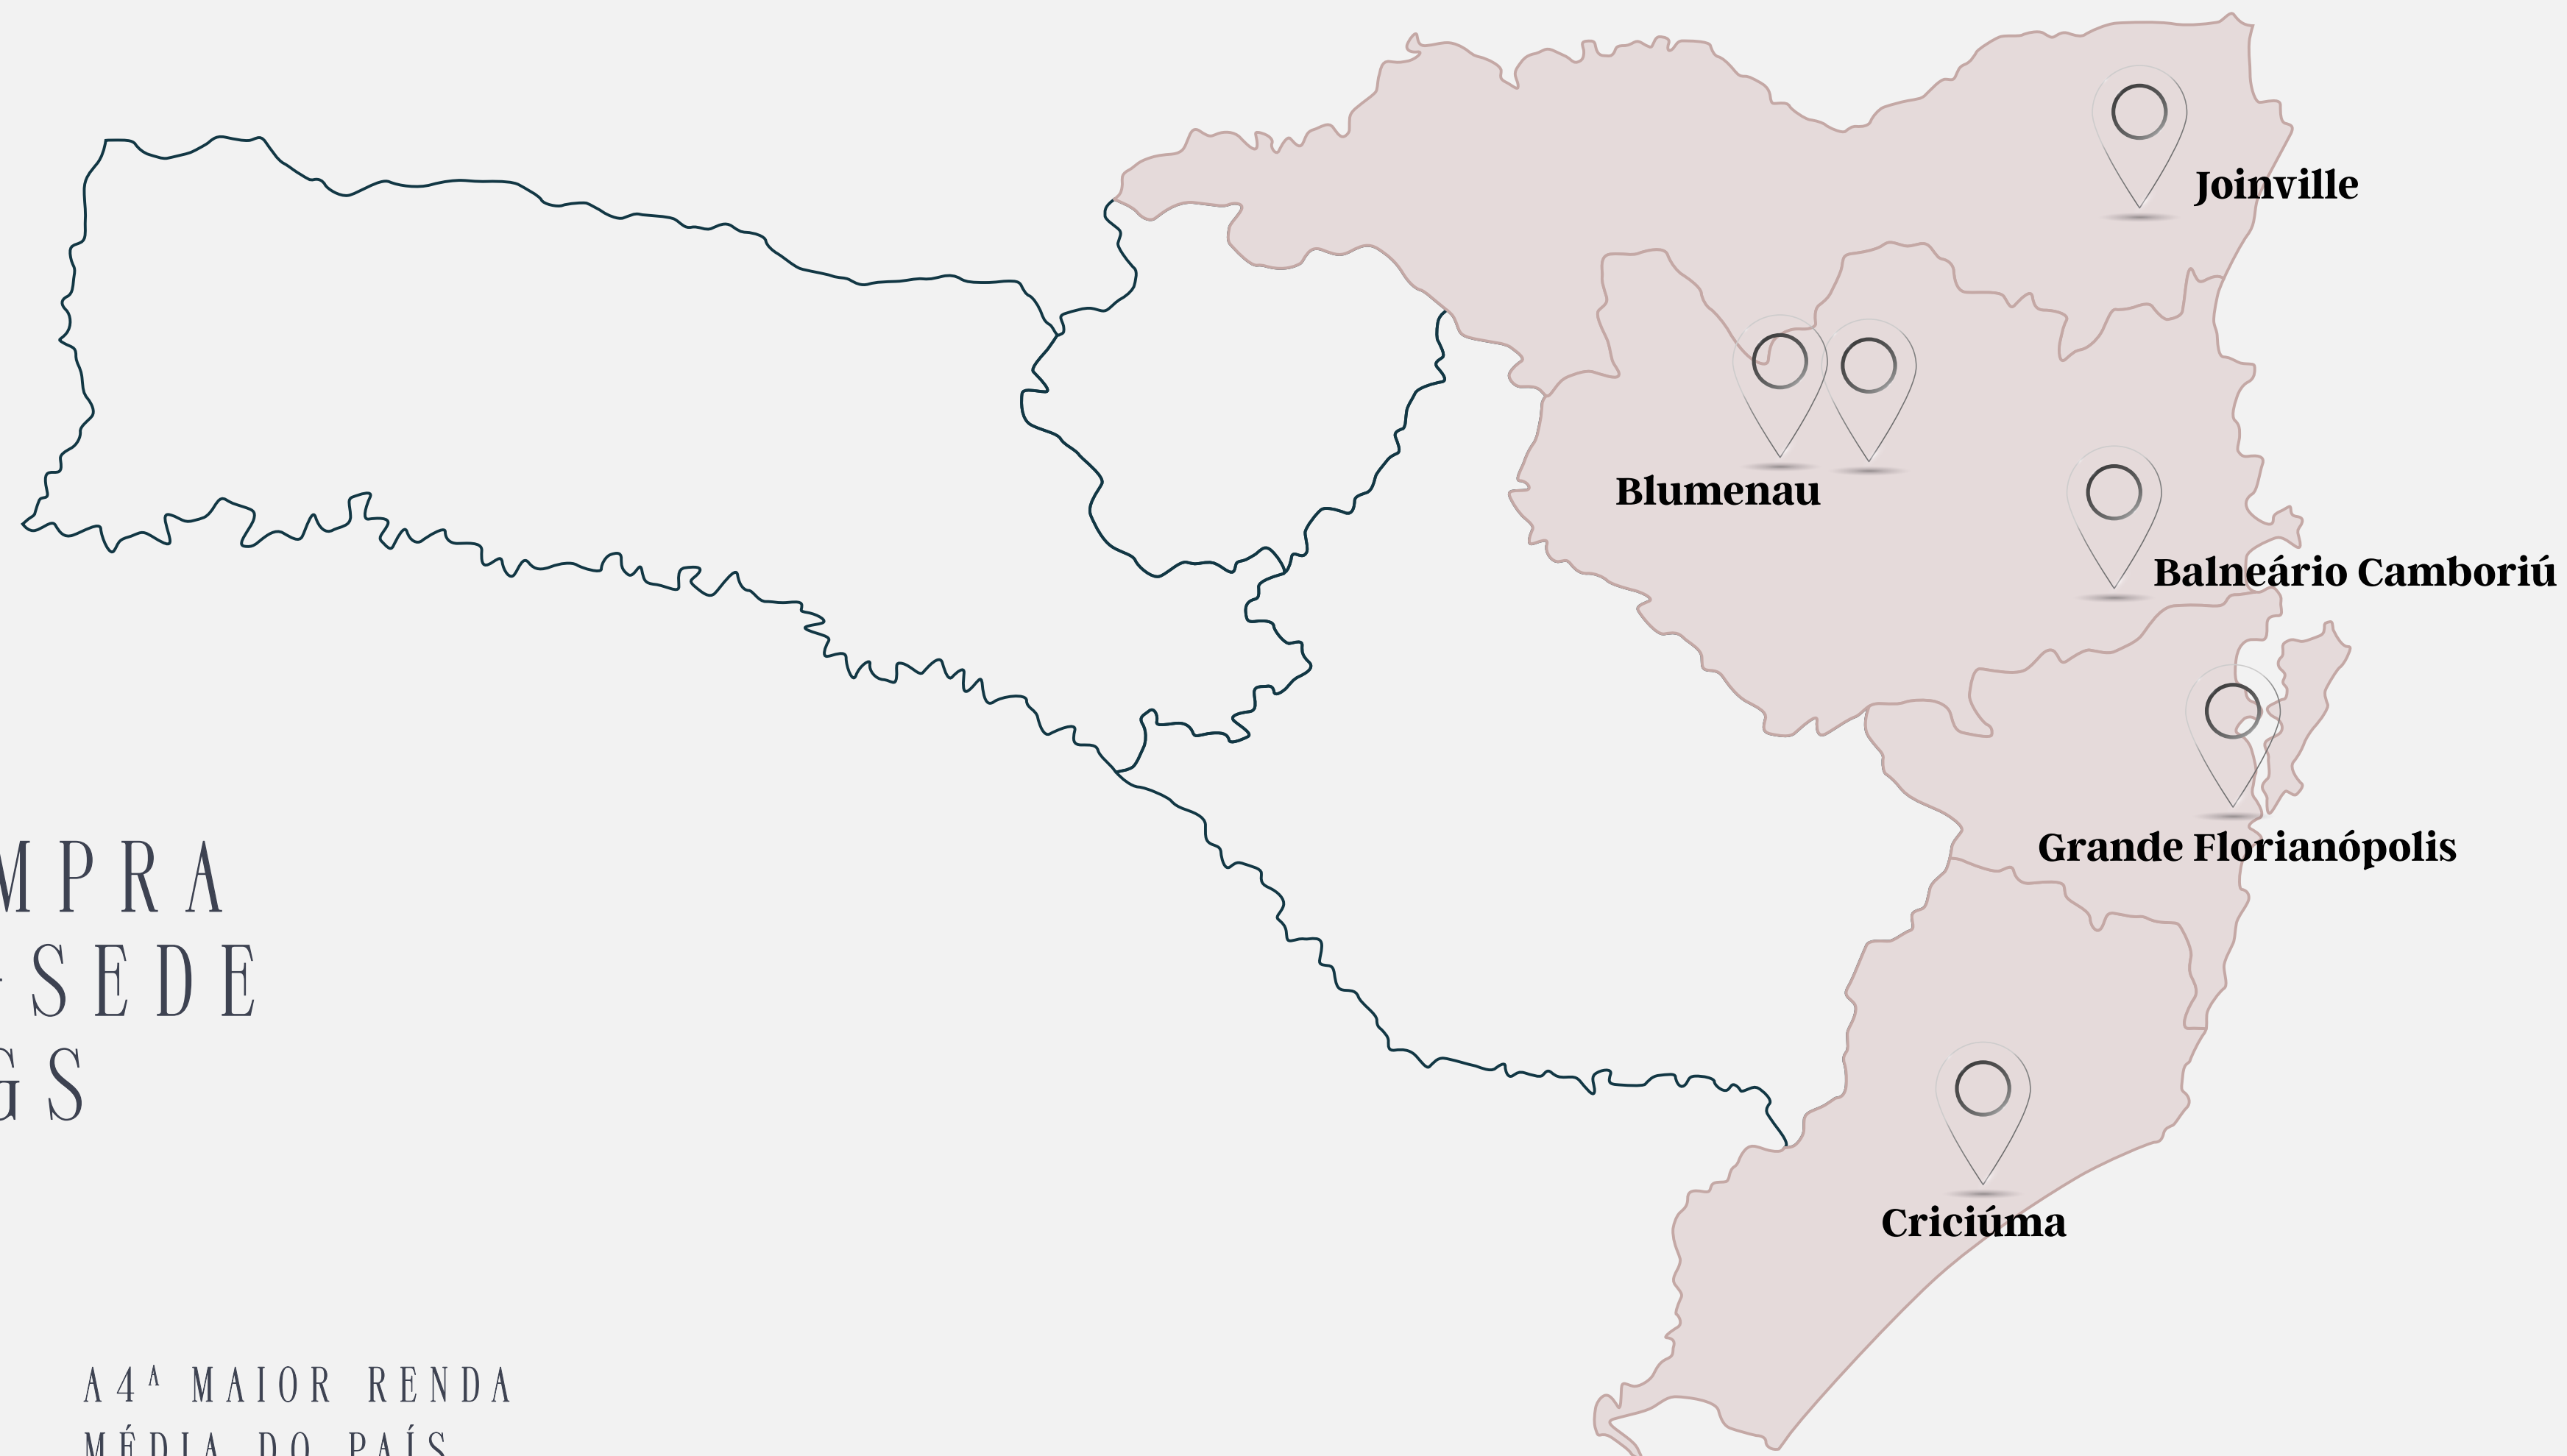 Joinville
Blumenau
Balneário Camboriú
Grande Florianópolis
MPRA
-SEDE
GS
Criciúma
A 4ª MAIOR RENDA
MÉDIA DO PAÍS